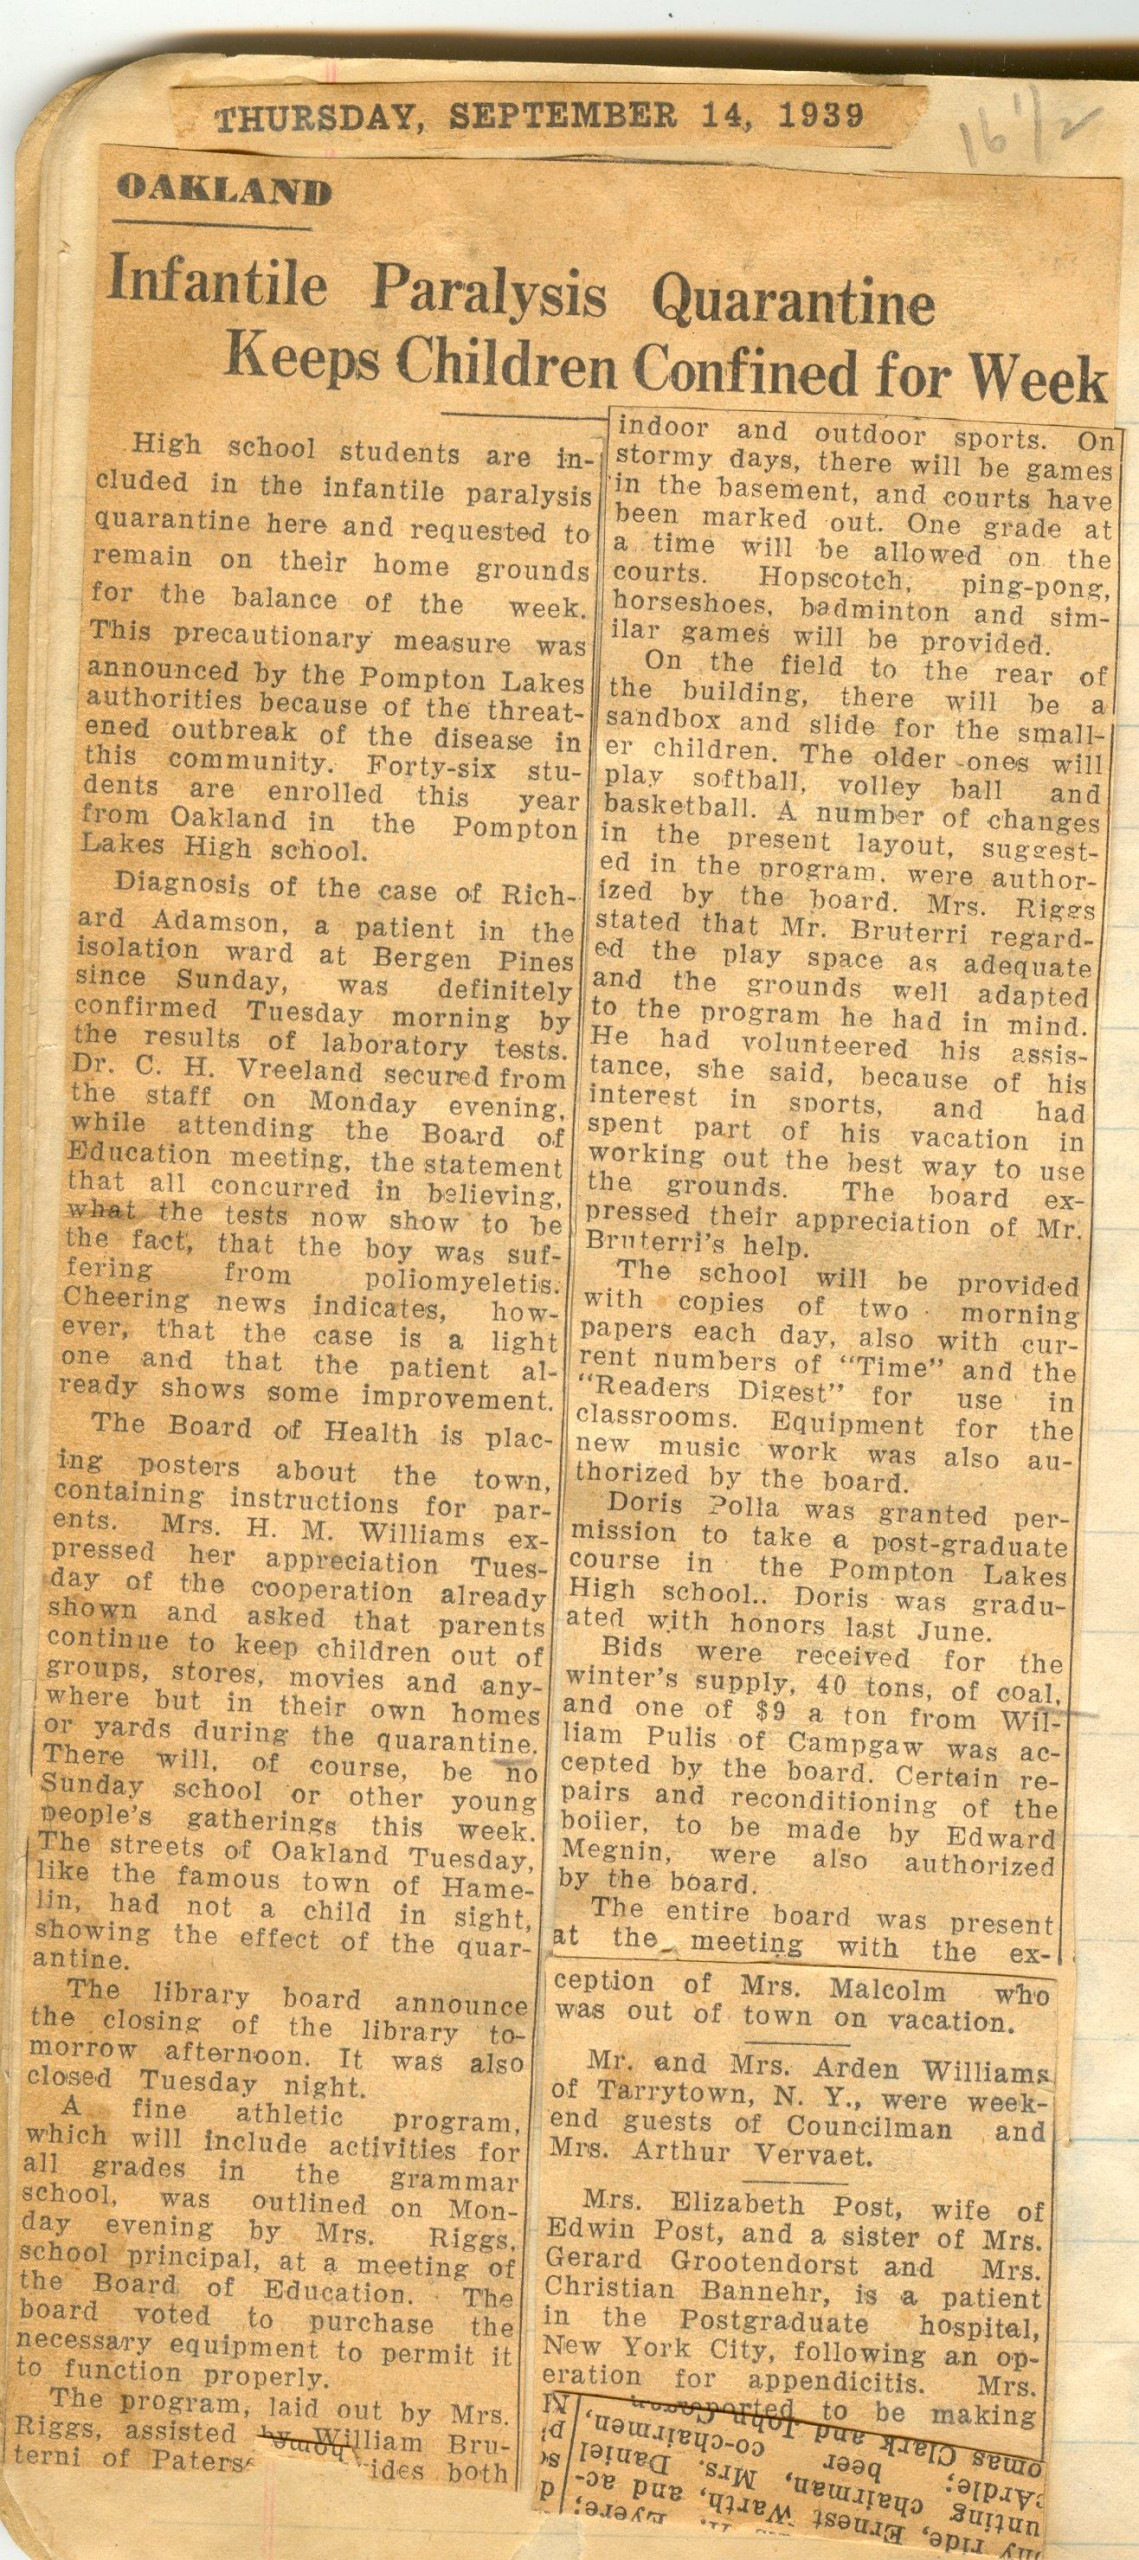 THURSDAY, SEPTEMBER 14, 1939
16 1/2
OAKLAND
Infantile Paralysis Quarantine
Keeps Children Confined for Week
High school students are in-
cluded in the infantile paralysis
quarantine here and requested to
remain on their home grounds
for the balance of the week.
This precautionary measure was
announced by the Pompton Lakes
authorities because of the threat-
ened outbreak of the disease in
this community. Forty-six stu-
dents are enrolled this year
from Oakland in the Pompton
Lakes High school.
Diagnosis of the case of Rich-
ard Adamson, a patient in the
isolation ward at Bergen Pines
since Sunday, was definitely
confirmed Tuesday morning by
the results of laboratory tests.
Dr. C. H. Vreeland secured from
the staff on Monday evening,
while attending the Board of
Education meeting, the statement
that all concurred in believing,
what the tests now show to be
the fact, that the boy was suf-
fering from poliomyeletis.
Cheering news indicates, how-
ever, that the case is a light
one and that the patient al-
ready shows some improvement.
The Board of Health is plac-
ing posters about the town,
containing instructions for par-
ents. Mrs. H. M. Williams ex-
pressed her appreciation Tues-
day of the cooperation already
shown and asked that parents
continue to keep children out of
groups, stores, movies and any-
where but in their own homes
or yards during the quarantine.
There will, of course, be no
Sunday school or other young
people's gatherings this week.
The streets of Oakland Tuesday,
like the famous town of Hame-
lin, had not a child in sight,
showing the effect of the quar-
antine.
The library board announce
the closing of the library to-
morrow afternoon. It was also
closed Tuesday night.
A fine athletic program,
which will include activities for
all grades in the grammar
school, was outlined on Mon-
day evening by Mrs. Riggs,
school principal, at a meeting of
the Board of Education. The
board voted to purchase the
necessary equipment to permit it
to function properly.
The program, laid out by Mrs.
Riggs, assisted by William Bru-
terni of Paters ides both
indoor and outdoor sports. On
stormy days, there will be games
in the basement, and courts have
been marked out. One grade at
a time will be allowed on the
courts. Hopscotch, ping-pong,
horseshoes, badminton and sim-
ilar games will be provided.
On the field to the rear of
the building, there will be a
sandbox and slide for the small-
er children. The older ones will
play softball, volley ball and
basketball. A number of changes
in the present layout, suggest-
ed in the program, were author-
ized by the board. Mrs. Riggs
stated that Mr. Bruterri regard-
ed the play space as adequate
and the grounds well adapted
to the program he had in mind.
He had volunteered his assis-
tance, she said, because of his
interest in sports, and had
spent part of his vacation in
working out the best way to use
the grounds. The board ex-
pressed their appreciation of Mr.
Bruterri's help.
The school will be provided
with copies of two morning
papers each day, also with cur-
rent numbers of "Time" and the
"Readers Digest" for use in
classrooms. Equipment for the
new music work was also au-
thorized by the board.
Doris Polla was granted per-
mission to take a post-graduate
course in the Pompton Lakes
High school.. Doris was gradu-
ated with honors last June.
Bids were received for the
winter's supply, 40 tons, of coal,
and one of $9 a ton from Wil-
liam Pulis of Campgaw was ac-
cepted by the board. Certain re-
pairs and reconditioning of the
boiler, to be made by Edward
Megnin, were also authorized
by the board.
The entire board was present
at the meeting with the ex-
ception of Mrs. Malcolm who
was out of town on vacation.
Mr. and Mrs. Arden Williams
of Tarrytown, N. Y., were week-
end guests of Councilman and
Mrs. Arthur Vervaet.
Mrs. Elizabeth Post, wife of
Edwin Post, and a sister of Mrs.
Gerard Grootendorst and Mrs.
Christian Bannehr, is a patient
in the Postgraduate hospital,
New York City, following an op-
eration for appendicitis. Mrs.
reported to be making
omas Clark and John
Ardle; beer co-chairmen,
unting chairman, Mrs. Daniel
ride, Ernest Warth, and ac-